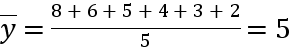 y̅ = (8 + 6 + 5 + 4 + 3 + 2)/5 = 5